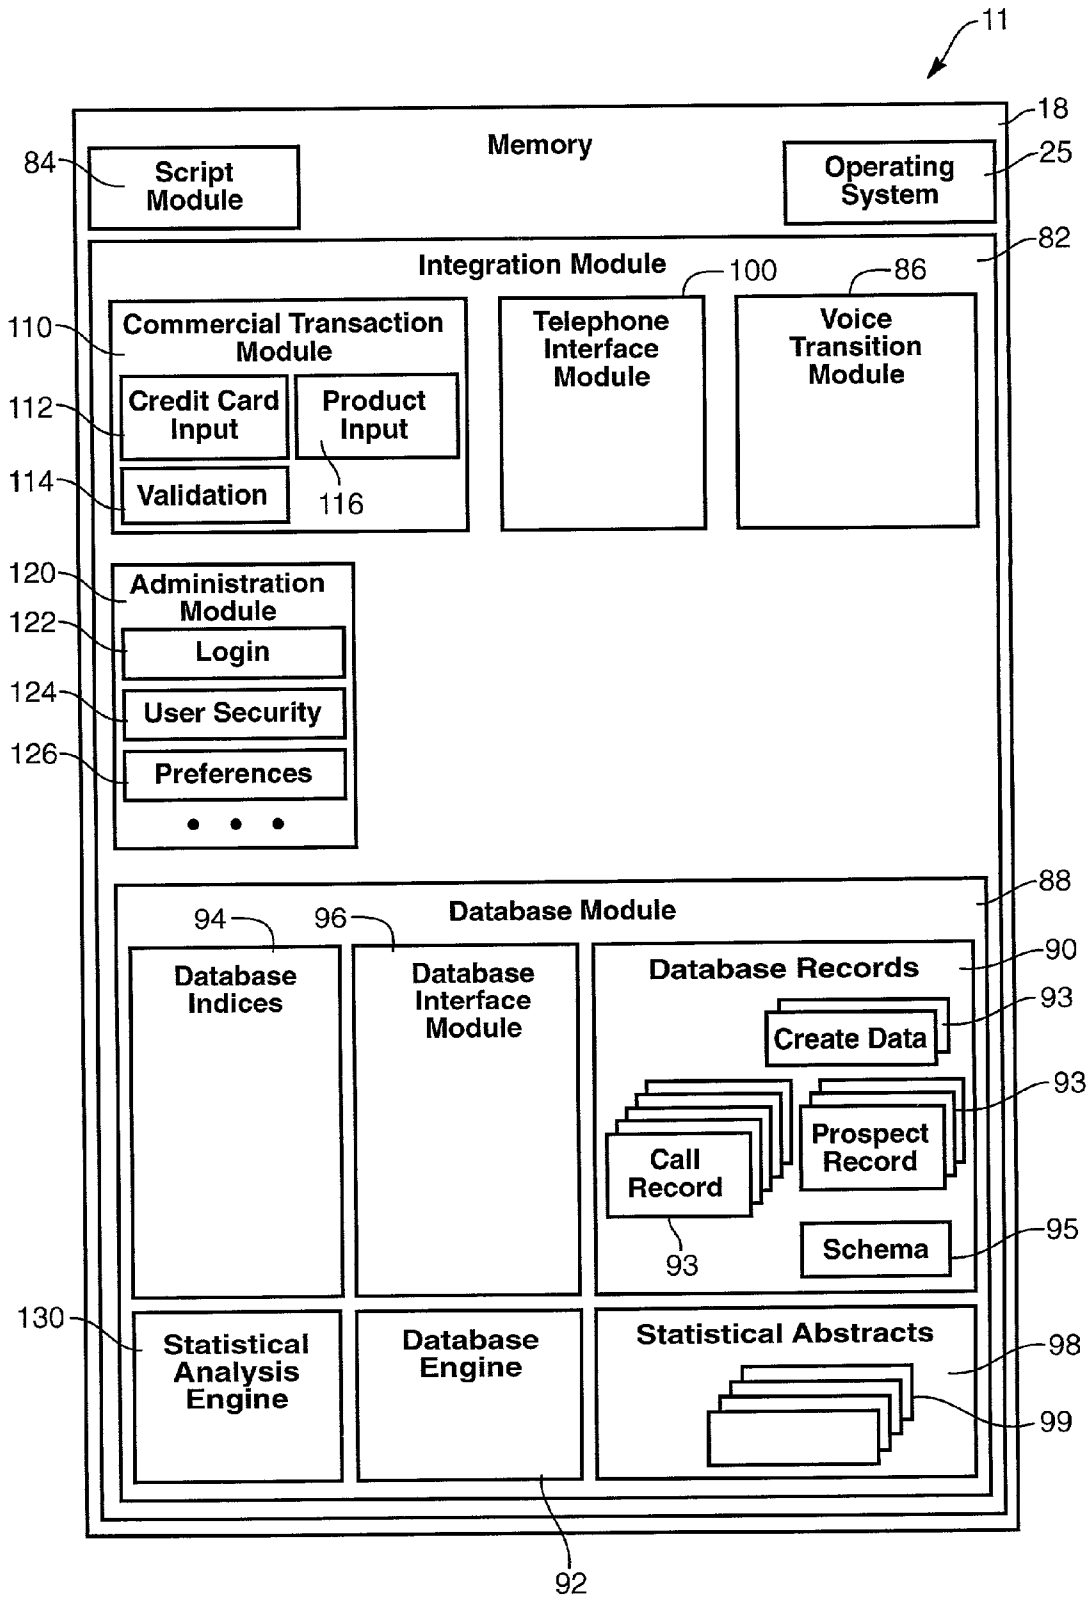 11
18
Memory
84
Script
Module
25
Operating
System
82
Integration Module
100
86
110
Commercial Transaction
Module
Telephone
Interface
Module
Voice
Transition
Module
112
Credit Card
Input
Product
Input
114
Validation
116
120
Administration
Module
122
Login
124
User Security
126
Preferences
• • •
88
Database Module
94
96
90
Database
Indices
Database
Interface
Module
Database Records
93
Create Data
93
Prospect
Record
Call
Record
93
95
Schema
130
Statistical
Analysis
Engine
Database
Engine
Statistical Abstracts
98
99
92